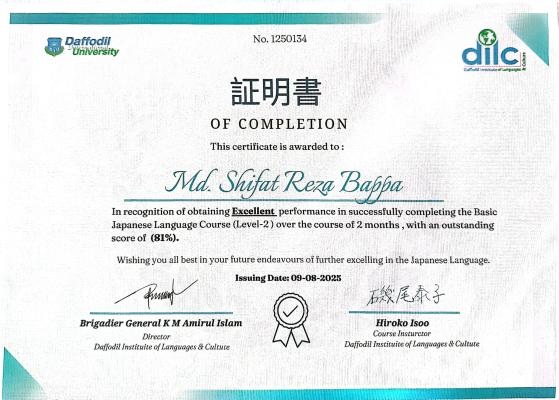 Daffodil
International
University
No. 1250134
dilc
Daffodil Institute of Languages & Culture
証明書
OF COMPLETION
This certificate is awarded to :
Md. Shifat Reza Bappa
In recognition of obtaining Excellent performance in successfully completing the Basic
Japanese Language Course (Level-2 ) over the course of 2 months , with an outstanding
score of (81%).
Wishing you all best in your future endeavours of further excelling in the Japanese Language.
Issuing Date: 09-08-2025
磯尾泰子
Brigadier General K M Amirul Islam
Director
Daffodil Instituite of Languages & Cultute
Hiroko Isoo
Course Insturctor
Daffodil Instituite of Languages & Cultute